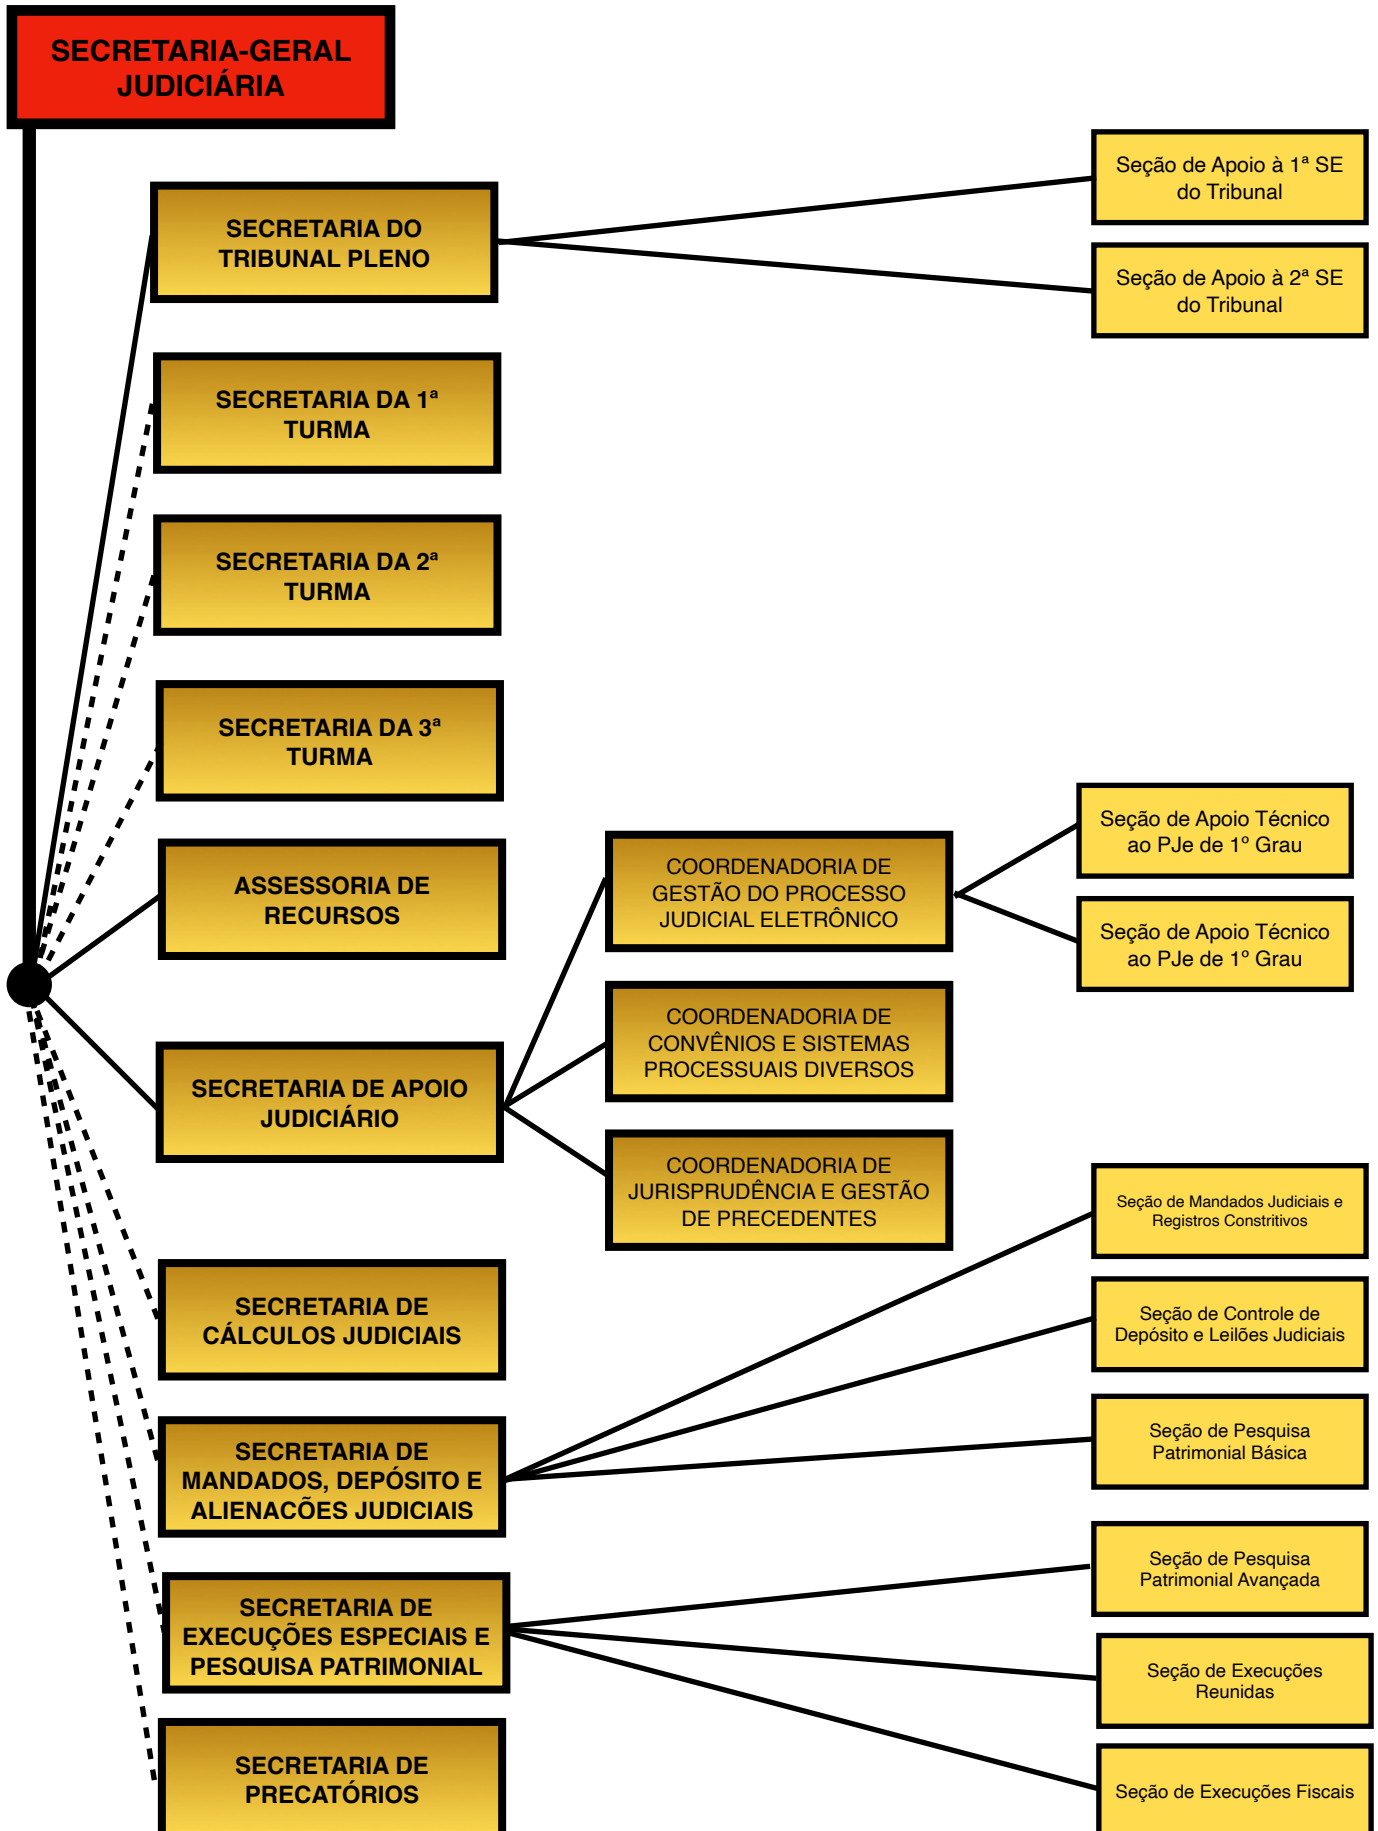 SECRETARIA-GERAL
JUDICIÁRIA
SECRETARIA DO
TRIBUNAL PLENO
Seção de Apoio à 1ª SE
do Tribunal
Seção de Apoio à 2ª SE
do Tribunal
SECRETARIA DA 1ª
TURMA
SECRETARIA DA 2ª
TURMA
SECRETARIA DA 3ª
TURMA
ASSESSORIA DE
RECURSOS
SECRETARIA DE APOIO
JUDICIÁRIO
COORDENADORIA DE
GESTÃO DO PROCESSO
JUDICIAL ELETRÔNICO
Seção de Apoio Técnico
ao PJe de 1º Grau
Seção de Apoio Técnico
ao PJe de 1º Grau
COORDENADORIA DE
CONVÊNIOS E SISTEMAS
PROCESSUAIS DIVERSOS
COORDENADORIA DE
JURISPRUDÊNCIA E GESTÃO
DE PRECEDENTES
SECRETARIA DE
CÁLCULOS JUDICIAIS
SECRETARIA DE
MANDADOS, DEPÓSITO E
ALIENACÕES JUDICIAIS
Seção de Mandados Judiciais e
Registros Constritivos
Seção de Controle de
Depósito e Leilões Judiciais
Seção de Pesquisa
Patrimonial Básica
SECRETARIA DE
EXECUÇÕES ESPECIAIS E
PESQUISA PATRIMONIAL
Seção de Pesquisa
Patrimonial Avançada
Seção de Execuções
Reunidas
Seção de Execuções Fiscais
SECRETARIA DE
PRECATÓRIOS